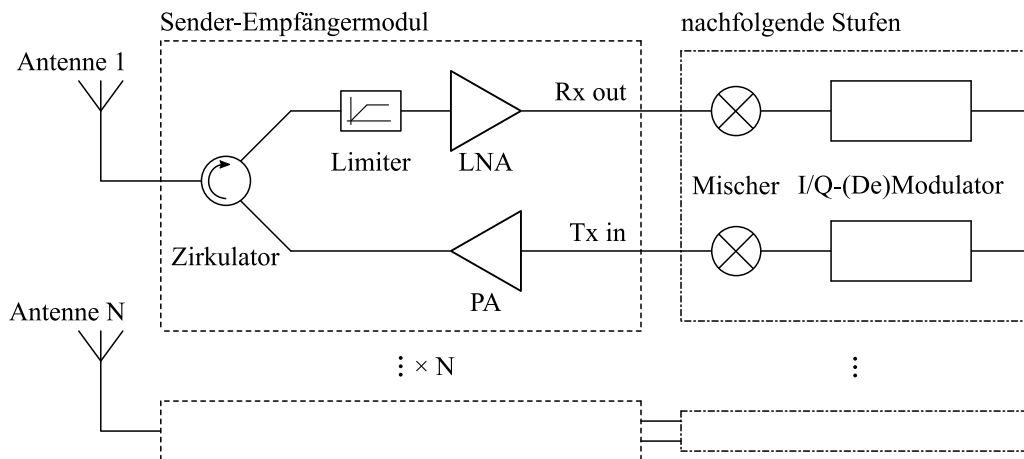 Sender-Empfängermodul
nachfolgende Stufen
Antenne 1
Rx out
Limiter
LNA
Mischer
I/Q-(De)Modulator
Tx in
Zirkulator
PA
Antenne N
⋮ × N
⋮